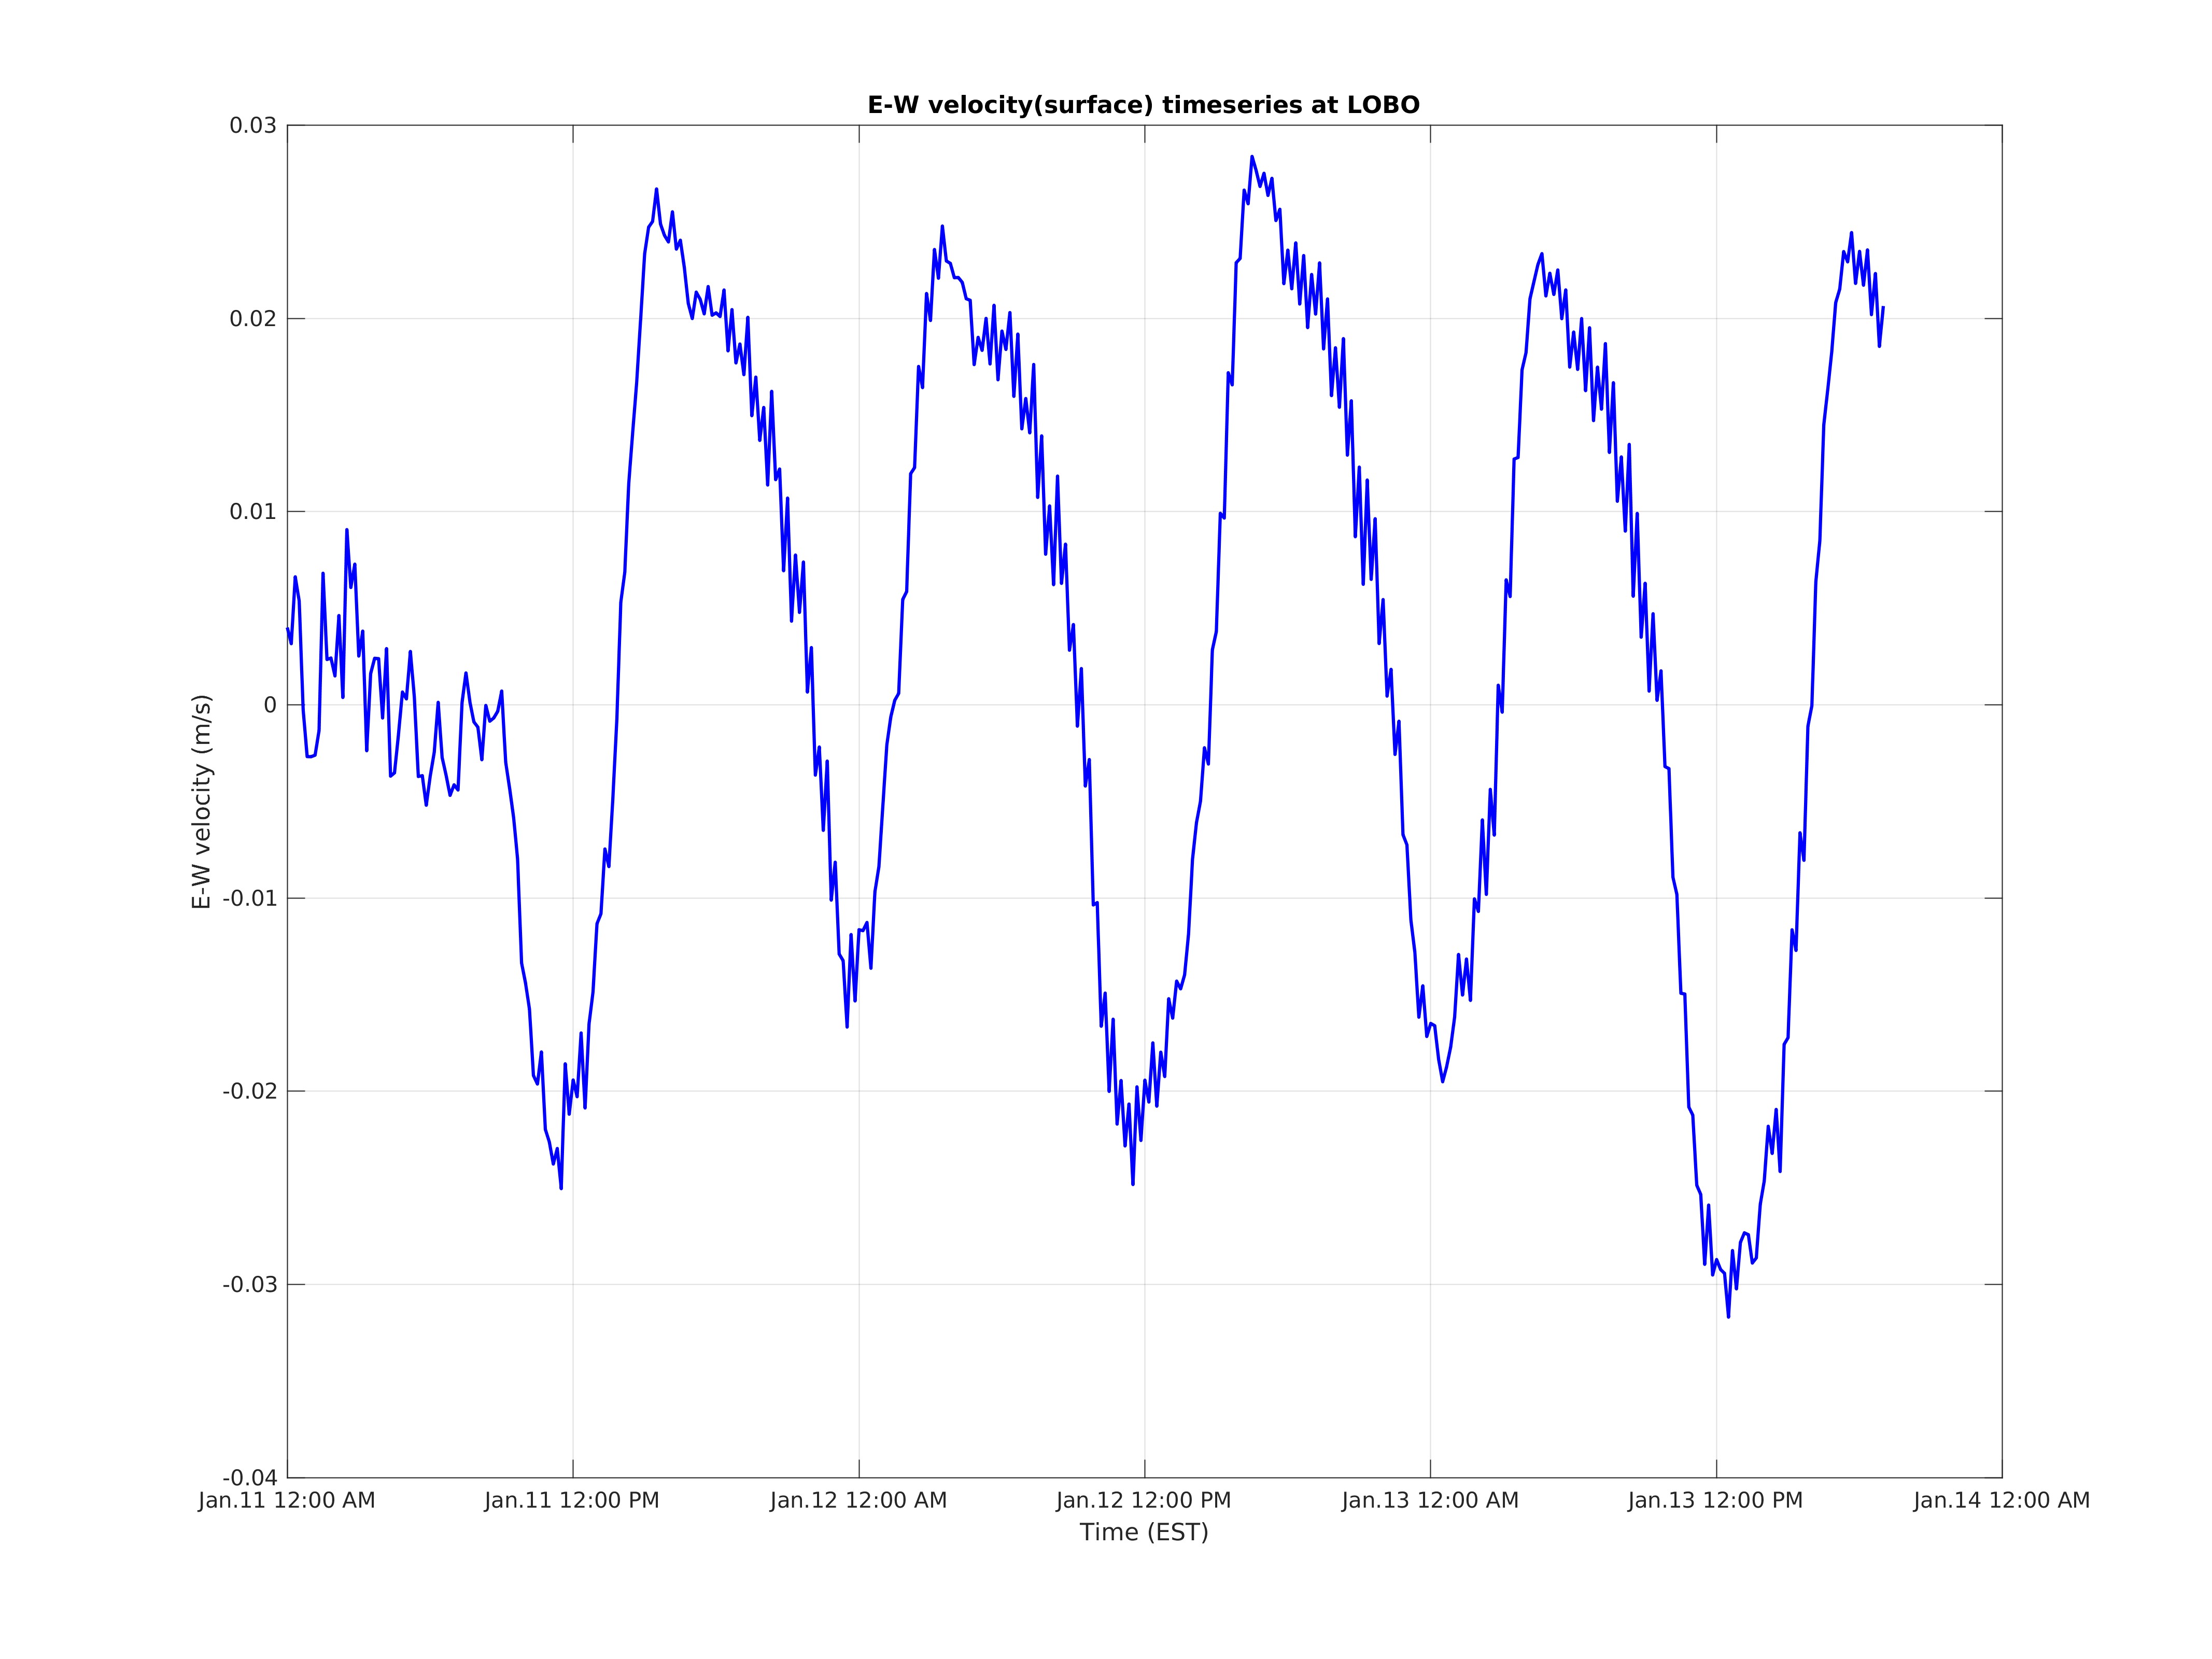 E-W velocity(surface) timeseries at LOBO
0.03
0.02
0.01
0
-0.01
-0.02
-0.03
-0.04
E-W velocity (m/s)
Jan.11 12:00 AM Jan.11 12:00 PM Jan.12 12:00 AM Jan.12 12:00 PM Jan.13 12:00 AM Jan.13 12:00 PM Jan.14 12:00 AM
Time (EST)